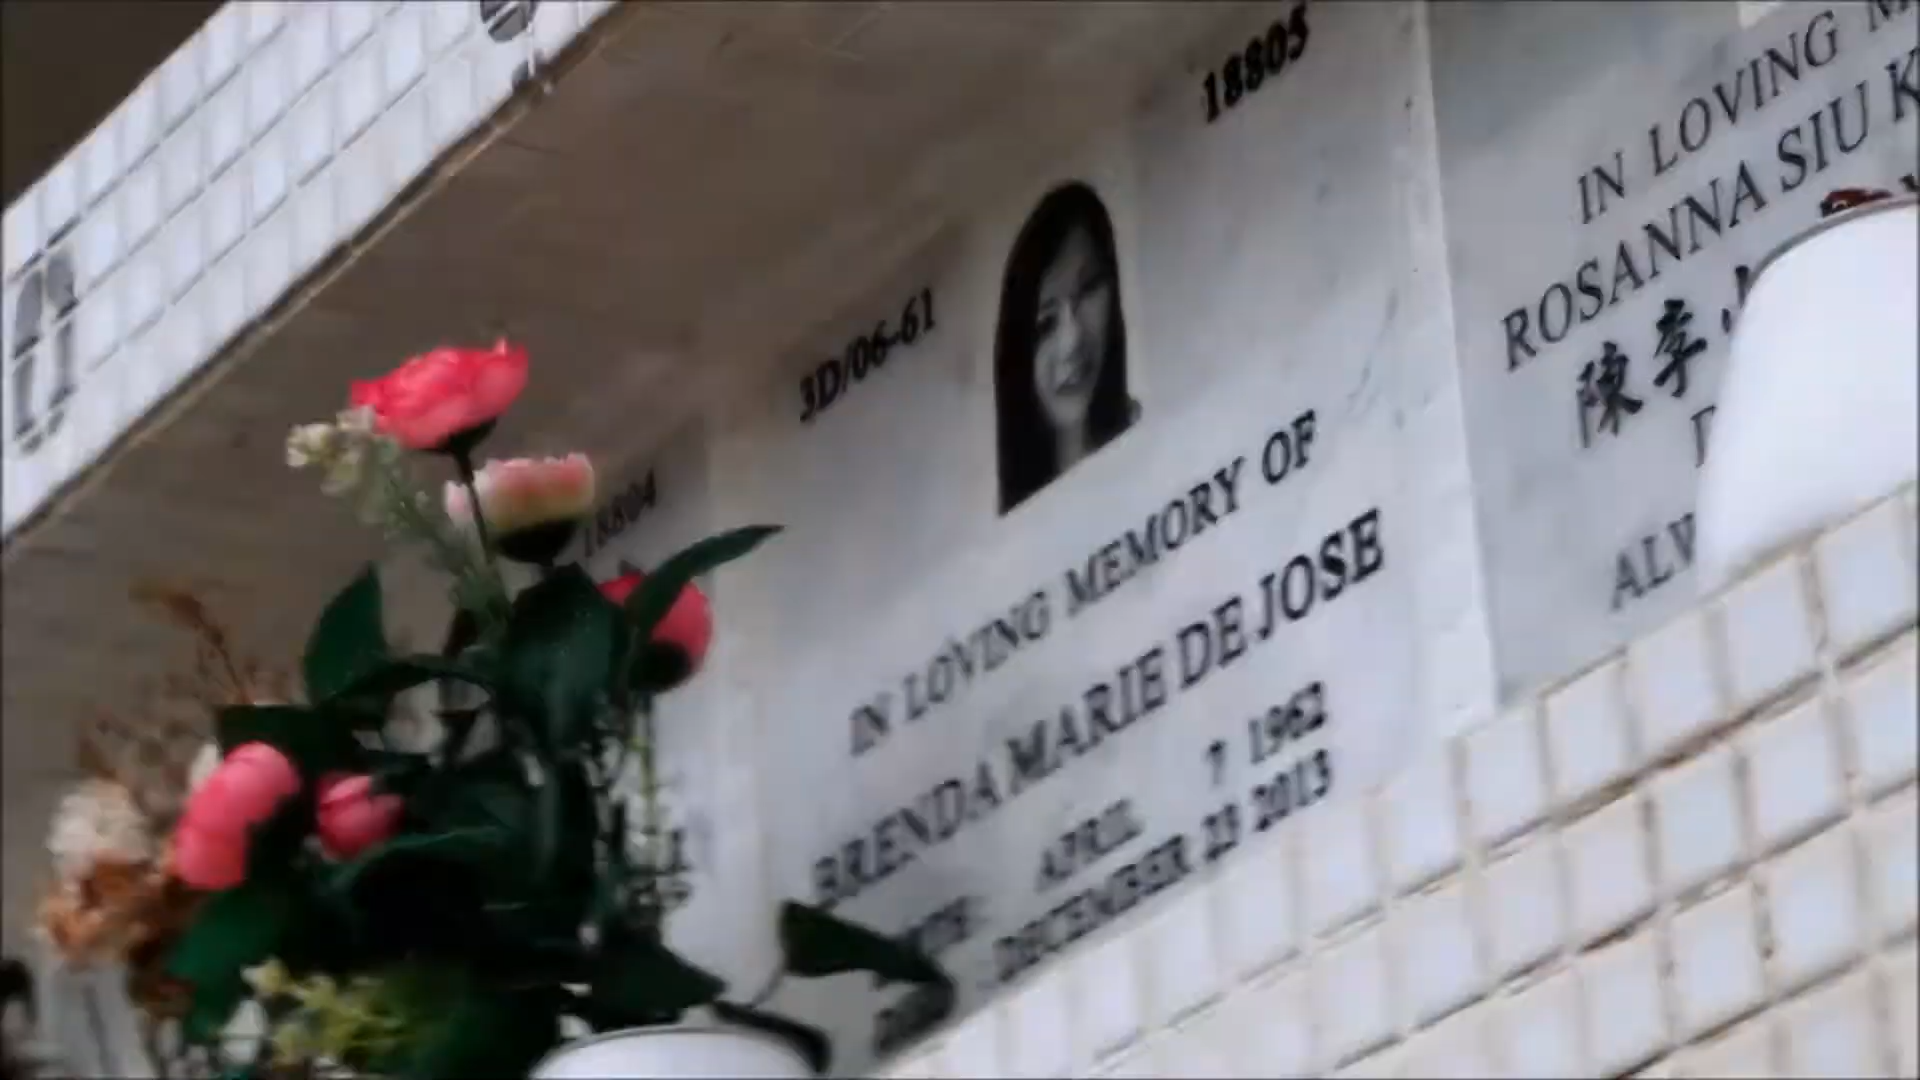 18805
3D/06-61
IN LOVING MEMORY OF
BRENDA MARIE DE JOSE
APRIL 7 1962
DECEMBER 23 2013
18804
IN LOVING
ROSANNA SIU
陳李小